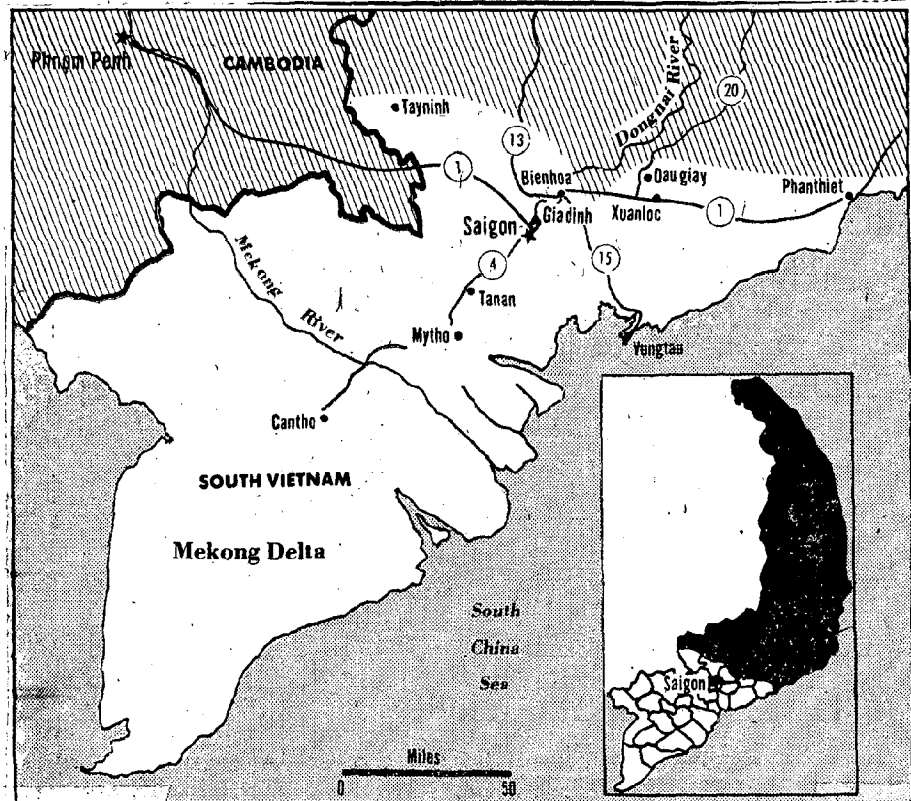 Phnom Penh
CAMBODIA
Dongnai River
20
Tayninh
13
1
Bienhoa
Daugiay
Phanthiet
Giadinh
Xuanloc
1
Saigon
4
15
Mekong
River
Tanan
Mytho
Vungtau
Cantho
SOUTH VIETNAM
Mekong Delta
South
China
Sea
Saigon
Miles
0 50